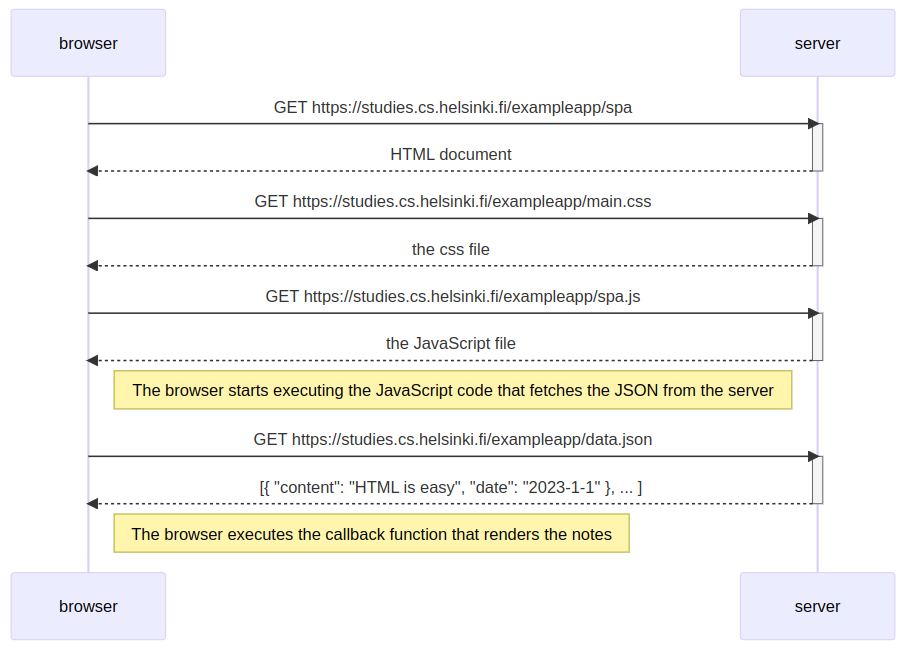 browser
server
GET https://studies.cs.helsinki.fi/exampleapp/spa
HTML document
GET https://studies.cs.helsinki.fi/exampleapp/main.css
the css file
GET https://studies.cs.helsinki.fi/exampleapp/spa.js
the JavaScript file
The browser starts executing the JavaScript code that fetches the JSON from the server
GET https://studies.cs.helsinki.fi/exampleapp/data.json
[{ "content": "HTML is easy", "date": "2023-1-1" }, ... ]
The browser executes the callback function that renders the notes
browser
server